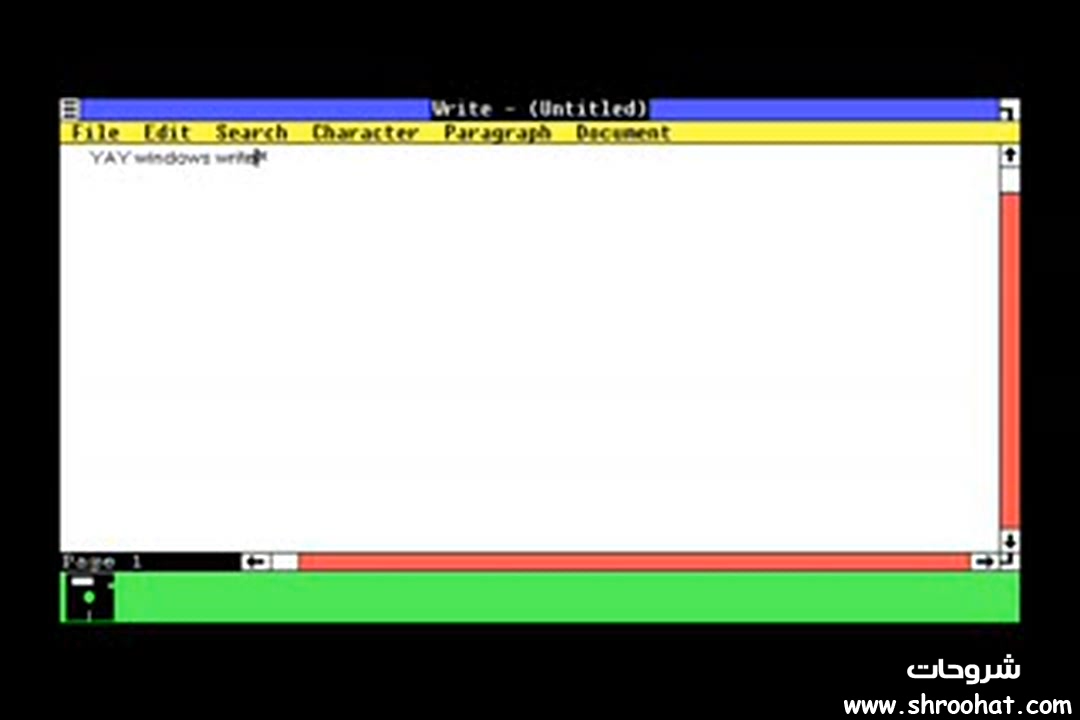 Write - (Untitled)
File Edit Search Character Paragraph Document
YAY windows write
Page 1
شروحات
www.shroohat.com